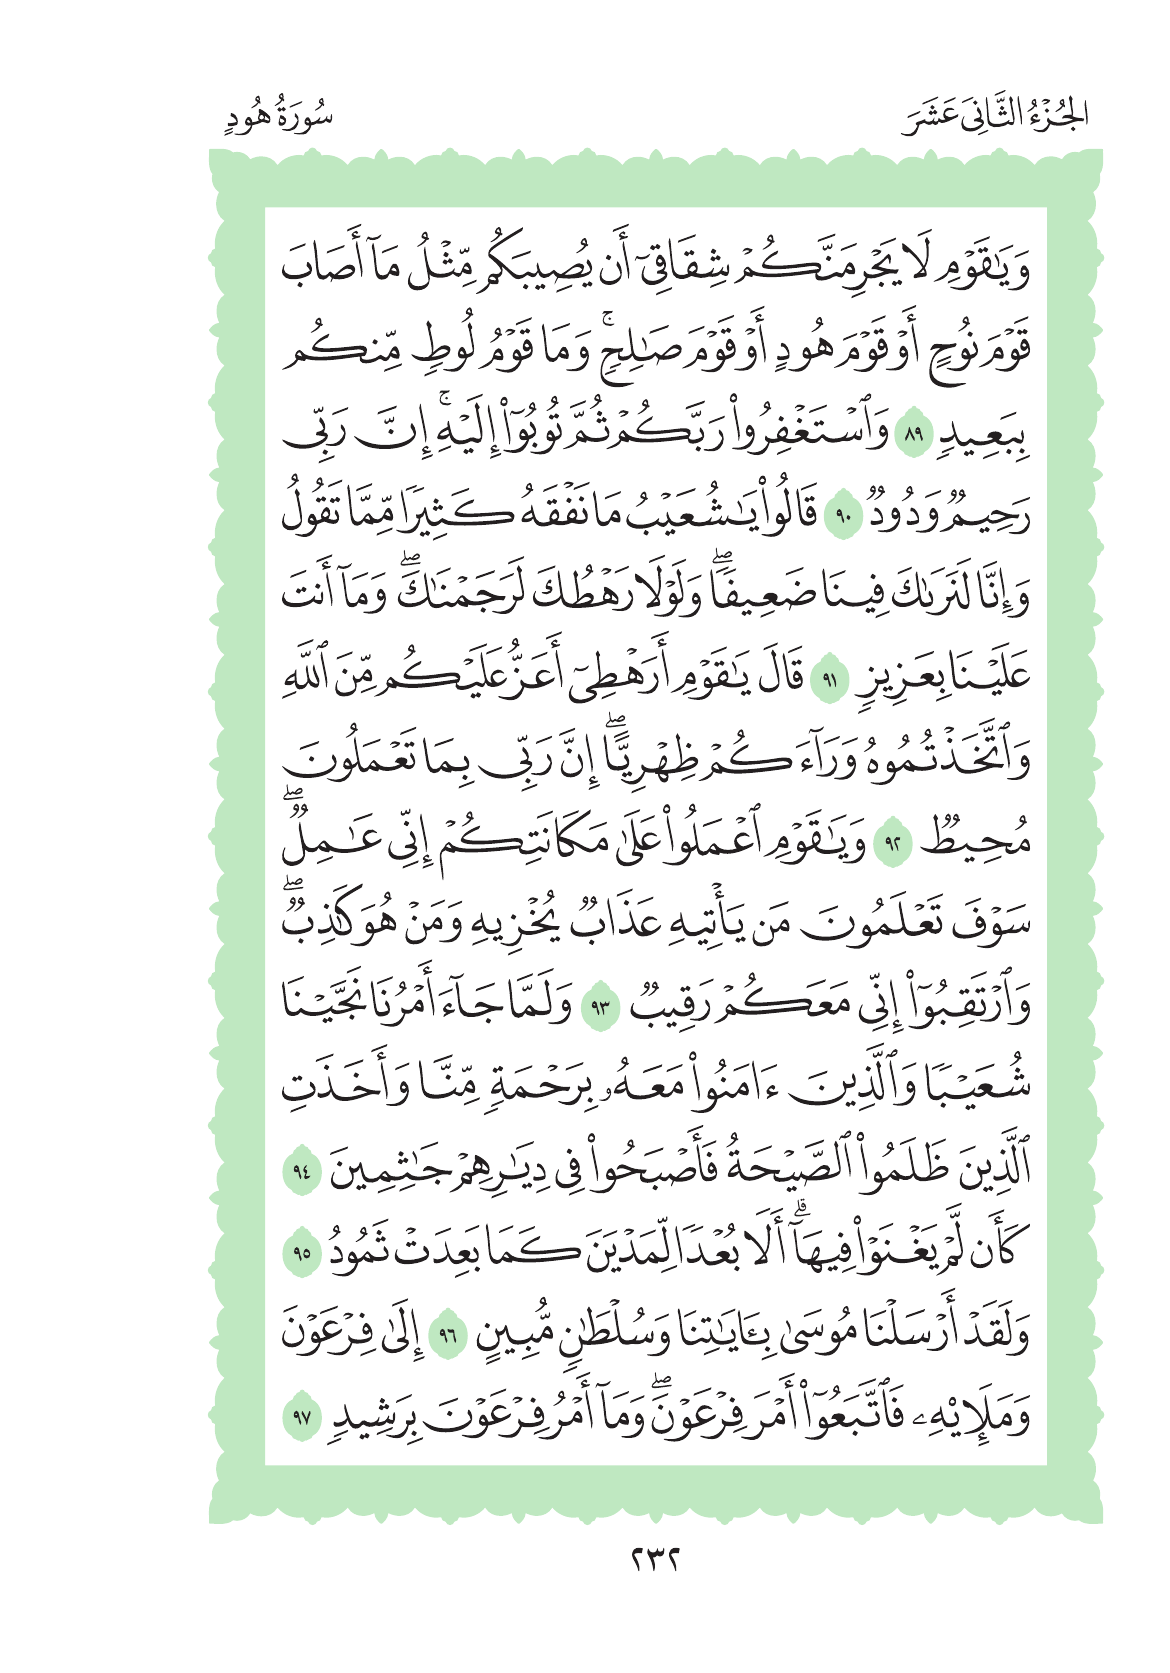 الجُزْءُ الثَّانِيَ عَشَرَ
سُورَةُ هُودٍ
وَيَٰقَوْمِ لَا يَجْرِمَنَّكُمْ شِقَاقِىٓ أَن يُصِيبَكُم مِّثْلُ مَآ أَصَابَ
قَوْمَ نُوحٍ أَوْ قَوْمَ هُودٍ أَوْ قَوْمَ صَٰلِحٍ ۚ وَمَا قَوْمُ لُوطٍ مِّنكُم
بِبَعِيدٍ ٨٩ وَٱسْتَغْفِرُوا۟ رَبَّكُمْ ثُمَّ تُوبُوٓا۟ إِلَيْهِ ۚ إِنَّ رَبِّى
رَحِيمٌ وَدُودٌ ٩٠ قَالُوا۟ يَٰشُعَيْبُ مَا نَفْقَهُ كَثِيرًا مِّمَّا تَقُولُ
وَإِنَّا لَنَرَىٰكَ فِينَا ضَعِيفًا ۖ وَلَوْلَا رَهْطُكَ لَرَجَمْنَٰكَ ۖ وَمَآ أَنتَ
عَلَيْنَا بِعَزِيزٍ ٩١ قَالَ يَٰقَوْمِ أَرَهْطِىٓ أَعَزُّ عَلَيْكُم مِّنَ ٱللَّهِ
وَٱتَّخَذْتُمُوهُ وَرَآءَكُمْ ظِهْرِيًّا ۖ إِنَّ رَبِّى بِمَا تَعْمَلُونَ
مُحِيطٌ ٩٢ وَيَٰقَوْمِ ٱعْمَلُوا۟ عَلَىٰ مَكَانَتِكُمْ إِنِّى عَٰمِلٌ ۖ
سَوْفَ تَعْلَمُونَ مَن يَأْتِيهِ عَذَابٌ يُخْزِيهِ وَمَنْ هُوَ كَٰذِبٌ ۖ
وَٱرْتَقِبُوٓا۟ إِنِّى مَعَكُمْ رَقِيبٌ ٩٣ وَلَمَّا جَآءَ أَمْرُنَا نَجَّيْنَا
شُعَيْبًا وَٱلَّذِينَ ءَامَنُوا۟ مَعَهُۥ بِرَحْمَةٍ مِّنَّا وَأَخَذَتِ
ٱلَّذِينَ ظَلَمُوا۟ ٱلصَّيْحَةُ فَأَصْبَحُوا۟ فِى دِيَٰرِهِمْ جَٰثِمِينَ ٩٤
كَأَن لَّمْ يَغْنَوْا۟ فِيهَآ ۗ أَلَا بُعْدًا لِّمَدْيَنَ كَمَا بَعِدَتْ ثَمُودُ ٩٥
وَلَقَدْ أَرْسَلْنَا مُوسَىٰ بِـَٔايَٰتِنَا وَسُلْطَٰنٍ مُّبِينٍ ٩٦ إِلَىٰ فِرْعَوْنَ
وَمَلَإِي۟هِۦ فَٱتَّبَعُوٓا۟ أَمْرَ فِرْعَوْنَ ۖ وَمَآ أَمْرُ فِرْعَوْنَ بِرَشِيدٍ ٩٧
٢٣٢